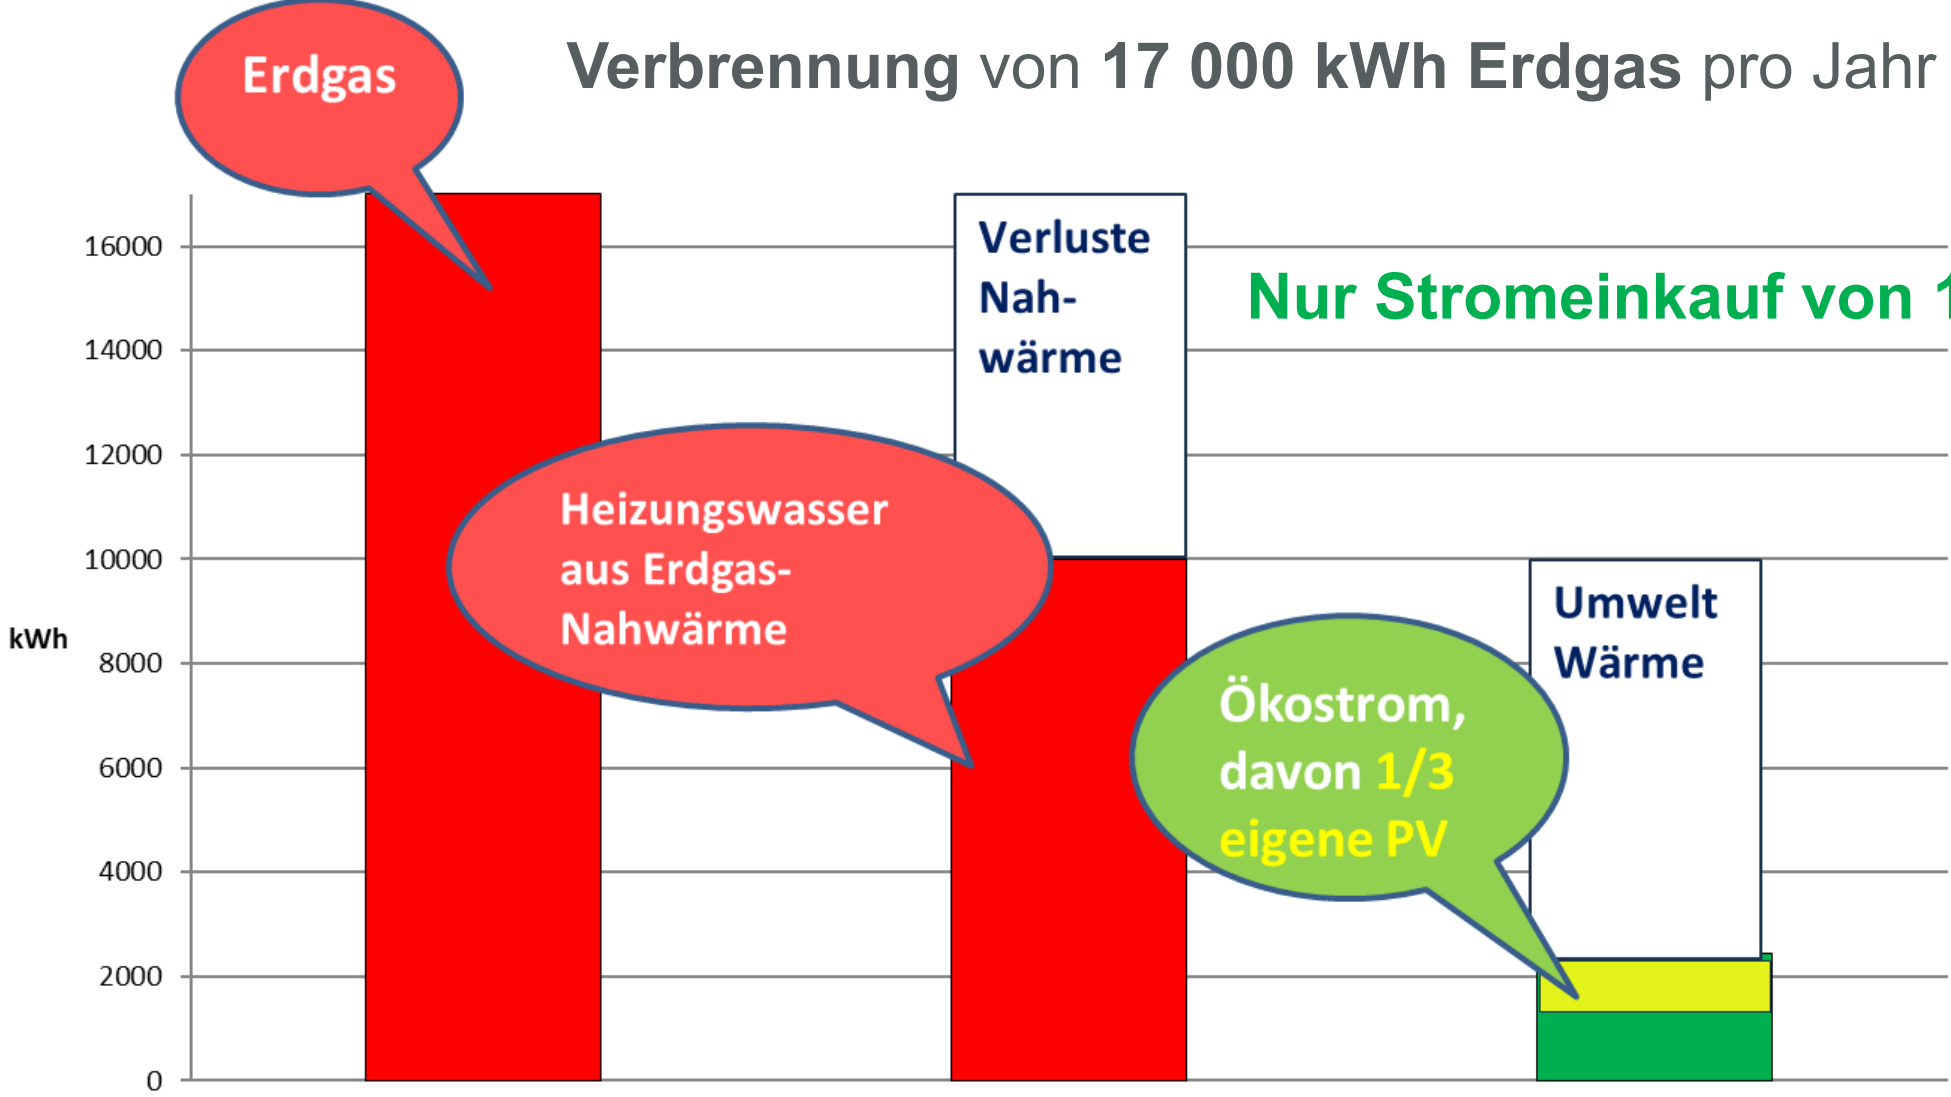 Erdgas
Verbrennung von 17 000 kWh Erdgas pro Jahr
16000
14000
12000
10000
8000
6000
4000
2000
0
kWh
Verluste
Nah-
wärme
Nur Stromeinkauf von 1
Heizungswasser
aus Erdgas-
Nahwärme
Umwelt
Wärme
Ökostrom,
davon 1/3
eigene PV